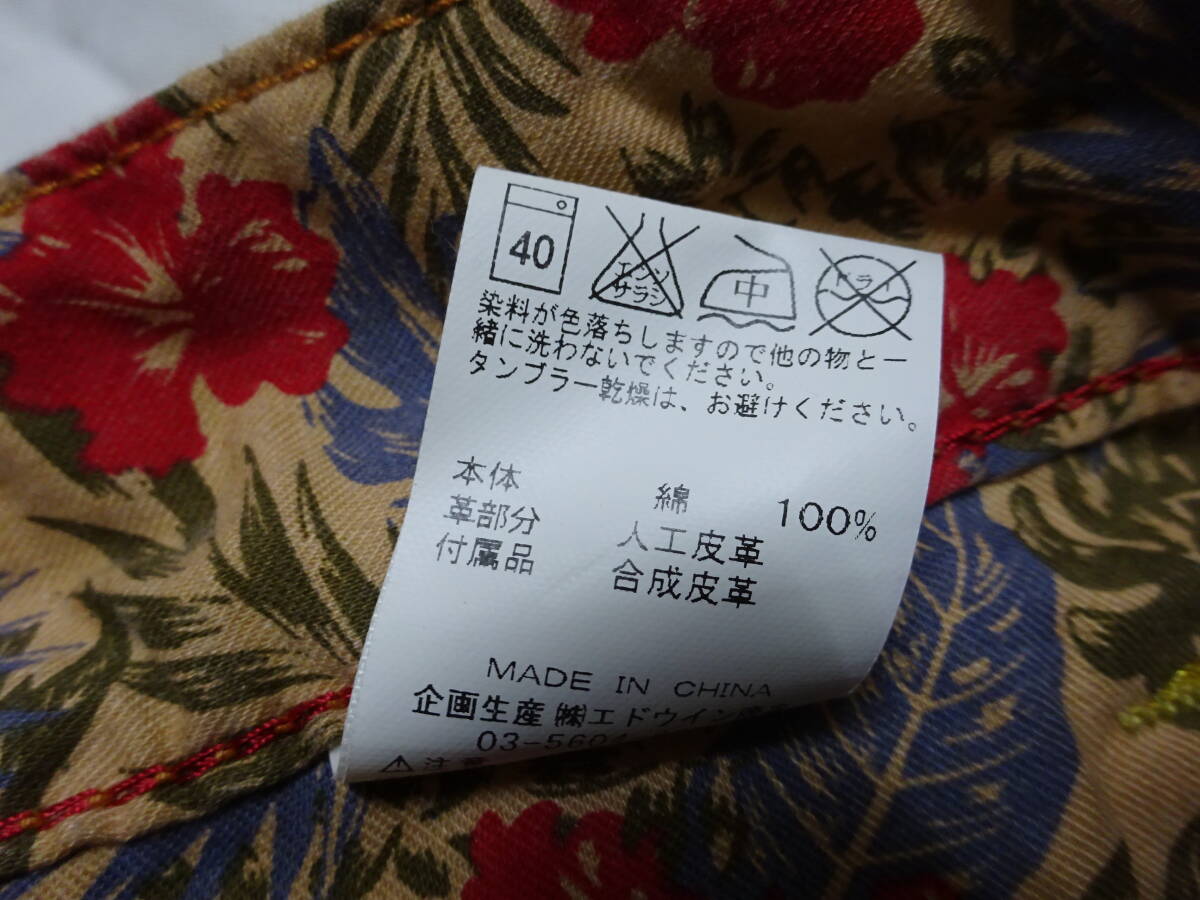 40 エンソ サラシ 中 ドライ
染料が色落ちしますので他の物と一
緒に洗わないでください。
タンブラー乾燥は、お避けください。
本体 綿 100%
革部分 人工皮革
付属品 合成皮革
MADE IN CHINA
企画生産 ㈱エドウイン
03-560
⚠注意